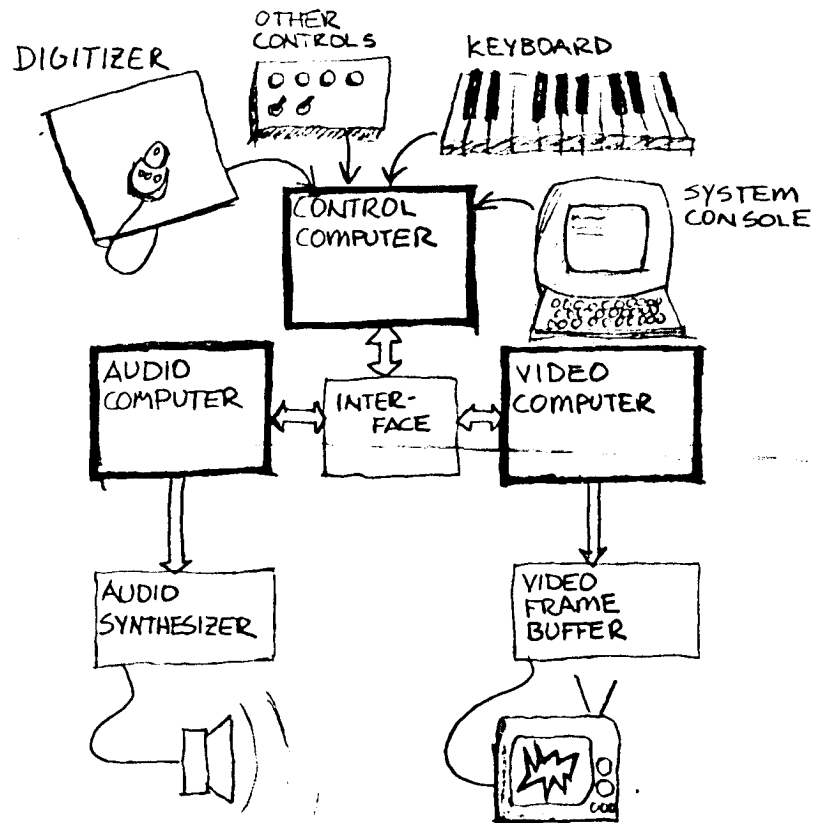 OTHER
CONTROLS
DIGITIZER
KEYBOARD
SYSTEM
CONSOLE
CONTROL
COMPUTER
AUDIO
COMPUTER
INTER-
FACE
VIDEO
COMPUTER
AUDIO
SYNTHESIZER
VIDEO
FRAME
BUFFER